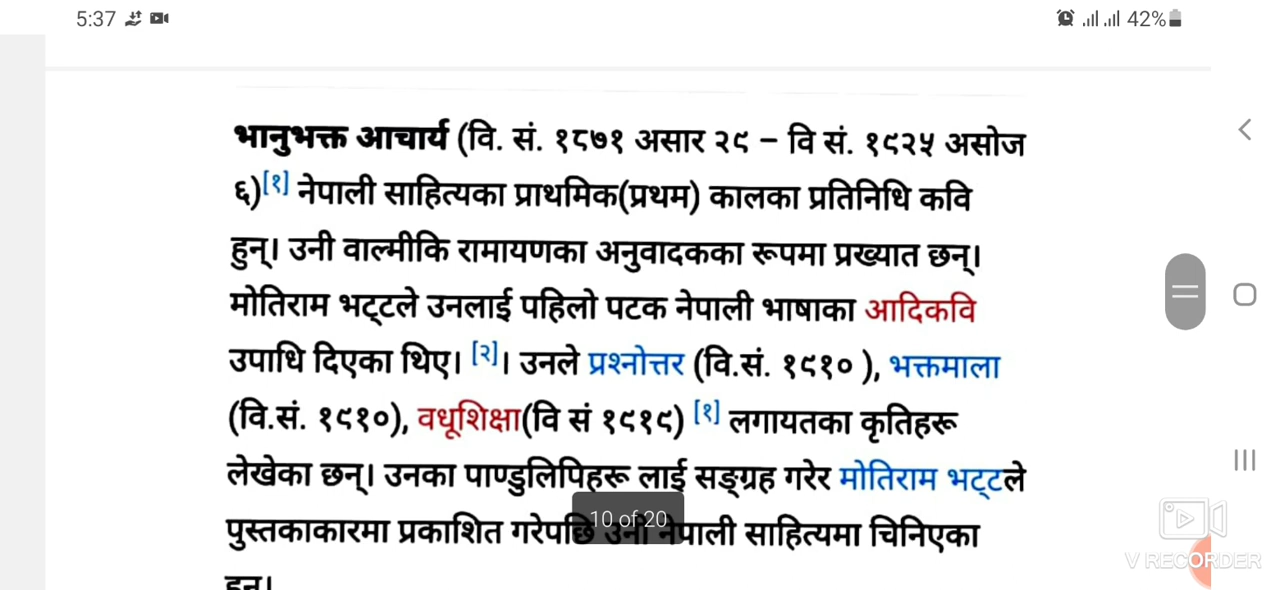 5:37
42%
भानुभक्त आचार्य (वि. सं. १८७१ असार २९ – वि सं. १९२५ असोज
६)[१] नेपाली साहित्यका प्राथमिक(प्रथम) कालका प्रतिनिधि कवि
हुन्। उनी वाल्मीकि रामायणका अनुवादकका रूपमा प्रख्यात छन्।
मोतिराम भट्टले उनलाई पहिलो पटक नेपाली भाषाका आदिकवि
उपाधि दिएका थिए। [२]। उनले प्रश्नोत्तर (वि.सं. १९१० ), भक्तमाला
(वि.सं. १९१०), वधूशिक्षा(वि सं १९१९) [१] लगायतका कृतिहरू
लेखेका छन्। उनका पाण्डुलिपिहरू लाई सङ्ग्रह गरेर मोतिराम भट्टले
पुस्तकाकारमा प्रकाशित गरेपछि उनी नेपाली साहित्यमा चिनिएका
हुन्।
10 of 20
V RECORDER